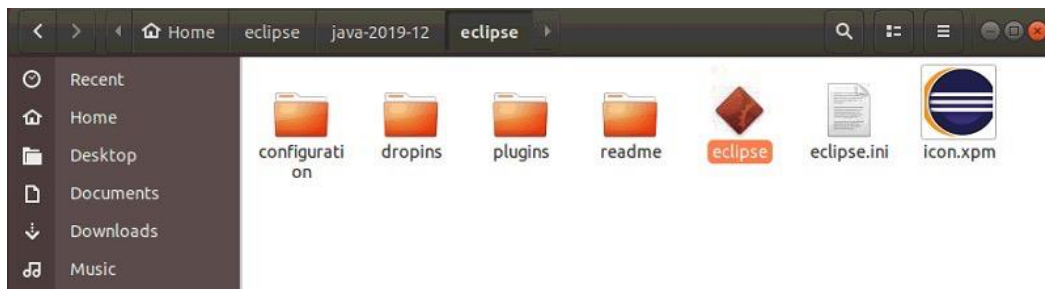 Home eclipse java-2019-12 eclipse
Recent
Home
Desktop
Documents
Downloads
Music
configurati
on
dropins
plugins
readme
eclipse
eclipse.ini
icon.xpm